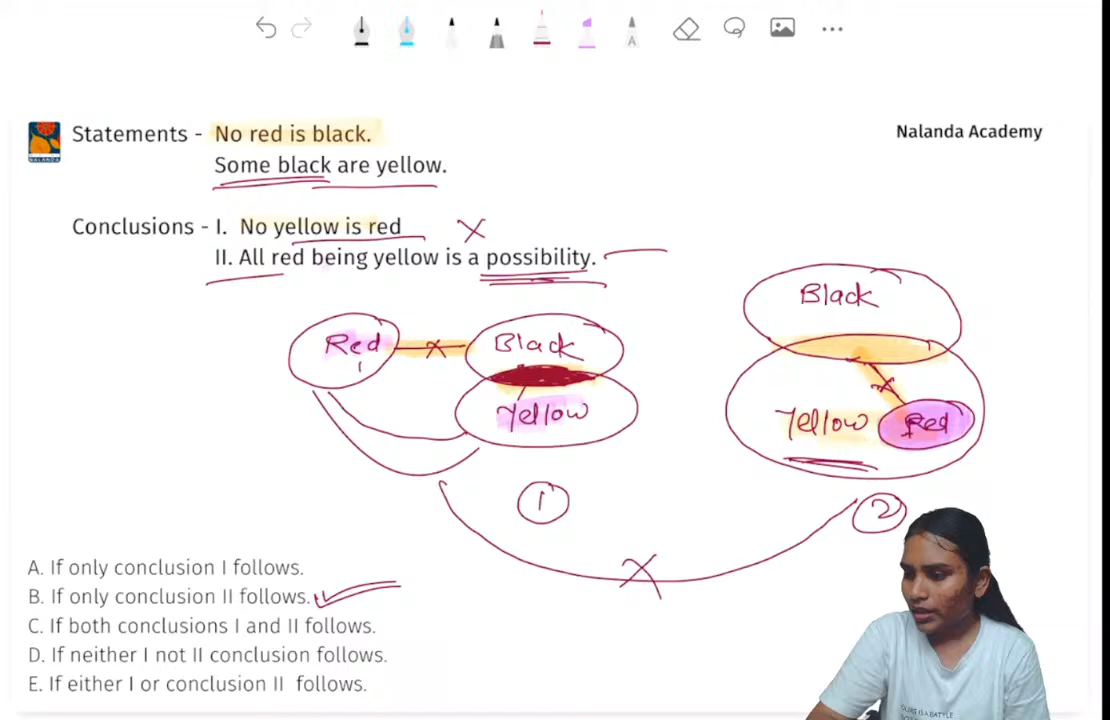 Statements - No red is black.
Nalanda Academy
NALANDA
Some black are yellow.
Conclusions - I. No yellow is red X
II. All red being yellow is a possibility.
Black
Red X Black
Yellow
Yellow Red
1
2
X
A. If only conclusion I follows.
B. If only conclusion II follows.
C. If both conclusions I and II follows.
D. If neither I not II conclusion follows.
E. If either I or conclusion II follows.
IS A BATTLE